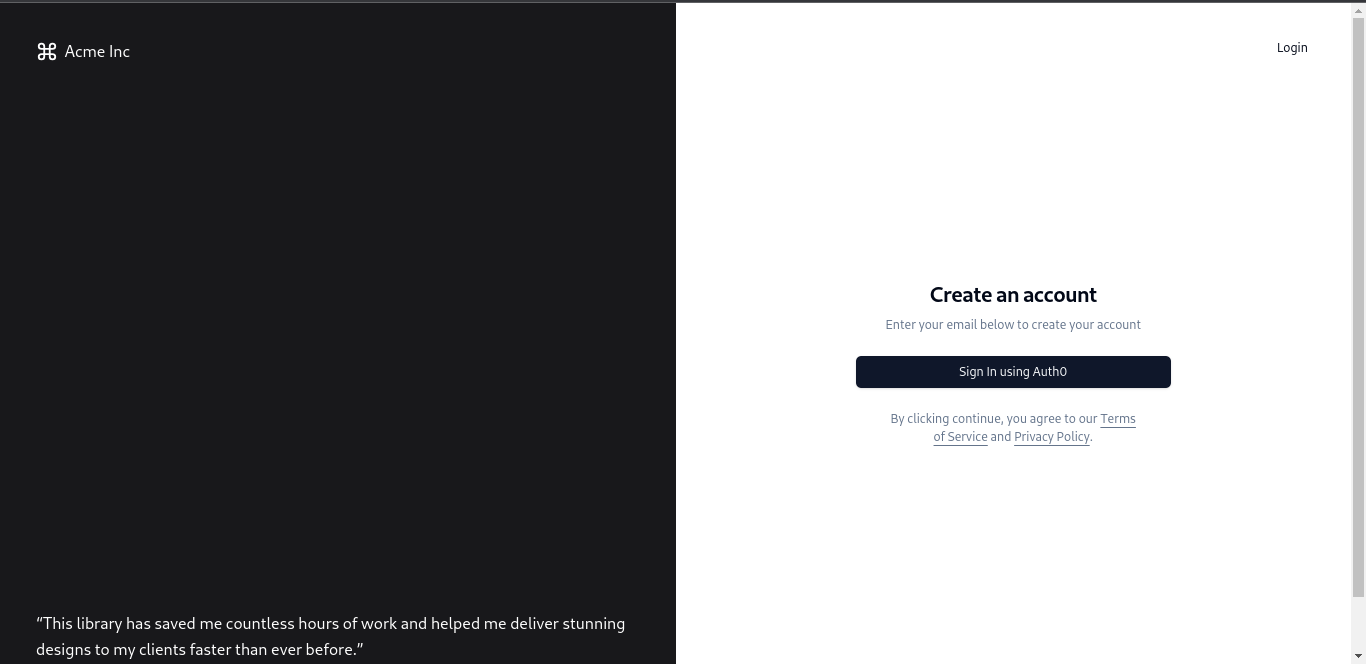 Acme Inc
Login
Create an account
Enter your email below to create your account
Sign In using Auth0
By clicking continue, you agree to our Terms
of Service and Privacy Policy.
“This library has saved me countless hours of work and helped me deliver stunning
designs to my clients faster than ever before.”